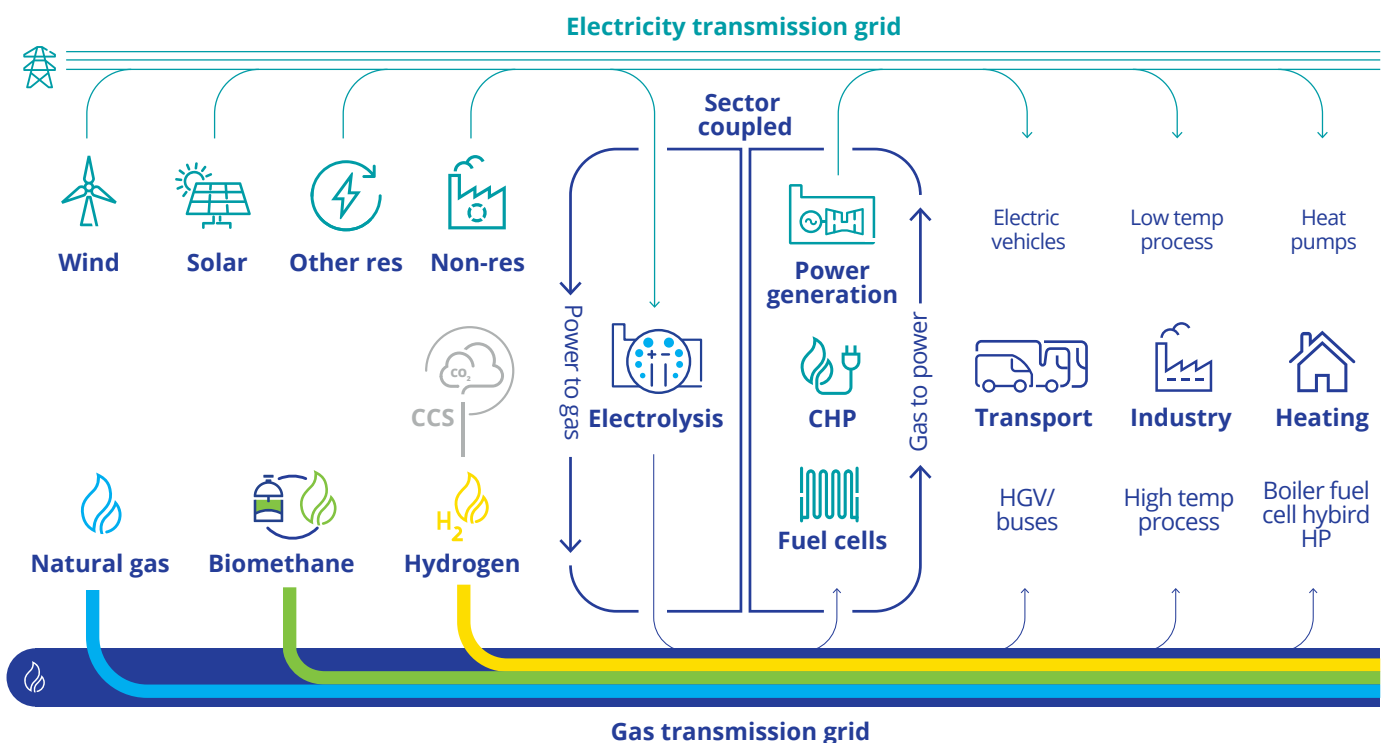 Electricity transmission grid
Sector
coupled
Wind
Solar
Other res
Non-res
Power
generation
Electric
vehicles
Low temp
process
Heat
pumps
CO2
CCS
Power to gas
Electrolysis
CHP
Gas to power
Transport
Industry
Heating
H2
Natural gas
Biomethane
Hydrogen
Fuel cells
HGV/
buses
High temp
process
Boiler fuel
cell hybird
HP
Gas transmission grid